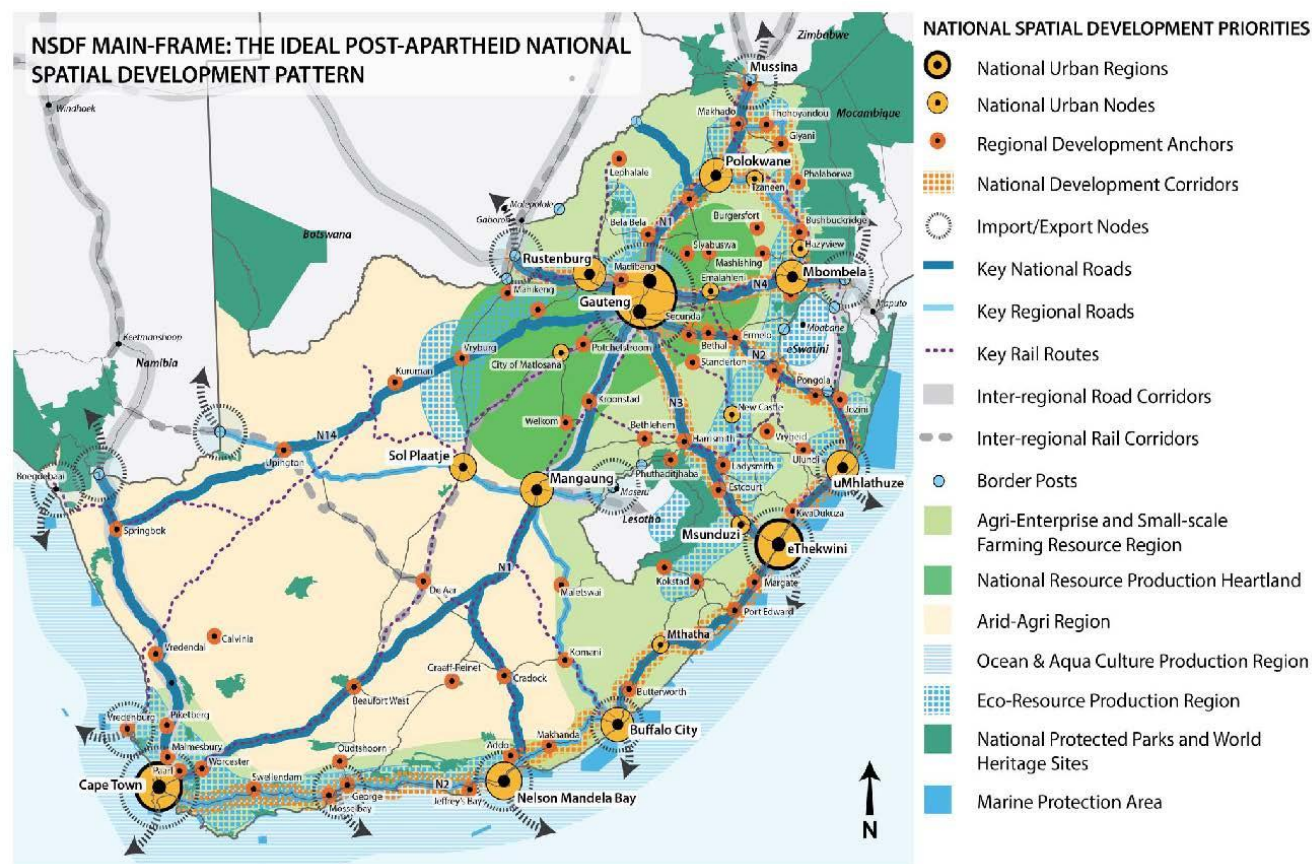 NSDF MAIN-FRAME: THE IDEAL POST-APARTHEID NATIONAL
SPATIAL DEVELOPMENT PATTERN
Zimbabwe
Mussina
Windhoek
Makhado
Thohoyandou
Mocambique
Giyani
Polokwane
Lephalale
Tzaneen
Phalaborwa
Molepolole
Gaborone
N1
Burgersfort
Bushbuckridge
Bela Bela
Botswana
Siyabuswa
Hazyview
Rustenburg
Mashishing
Madibeng
Emalahleni
Mbombela
Mahikeng
Gauteng
N4
Maputo
Secunda
Mbabane
Keetmanshoop
Ermelo
eSwatini
Namibia
Vryburg
Potchefstroom
Bethal
N2
City of Matlosana
Standerton
Kuruman
Pongola
Kroonstad
N3
New Castle
Jozini
Welkom
Bethlehem
Vryheid
N14
Harrismith
Ulundi
Upington
Sol Plaatje
Ladysmith
Phuthaditjhaba
Boegdebaai
Mangaung
Maseru
Estcourt
uMhlathuze
Lesotho
KwaDukuza
Springbok
Msunduzi
eThekwini
N1
Kokstad
Margate
De Aar
Maletswai
Port Edward
Calvinia
Mthatha
Vredendal
Komani
Graaff-Reinet
Cradock
Beaufort West
Butterworth
Vredenburg
Piketberg
Buffalo City
Malmesbury
Oudtshoorn
Addo
Makhanda
Worcester
Paarl
Cape Town
Swellendam
George
N2
Jeffrey's Bay
Nelson Mandela Bay
Mosselbay
N
NATIONAL SPATIAL DEVELOPMENT PRIORITIES
National Urban Regions
National Urban Nodes
Regional Development Anchors
National Development Corridors
Import/Export Nodes
Key National Roads
Key Regional Roads
Key Rail Routes
Inter-regional Road Corridors
Inter-regional Rail Corridors
Border Posts
Agri-Enterprise and Small-scale
Farming Resource Region
National Resource Production Heartland
Arid-Agri Region
Ocean & Aqua Culture Production Region
Eco-Resource Production Region
National Protected Parks and World
Heritage Sites
Marine Protection Area